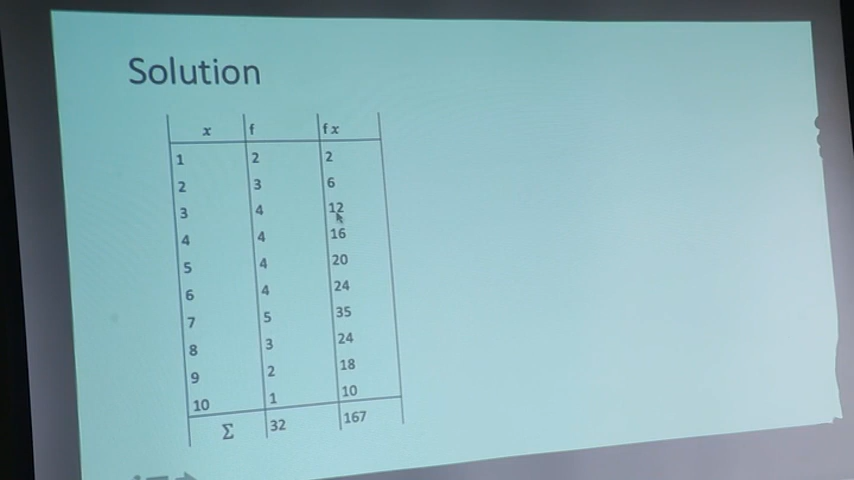 Solution
x f fx
1 2 2
2 3 6
3 4 12
4 4 16
5 4 20
6 4 24
7 5 35
8 3 24
9 2 18
10 1 10
Σ 32 167